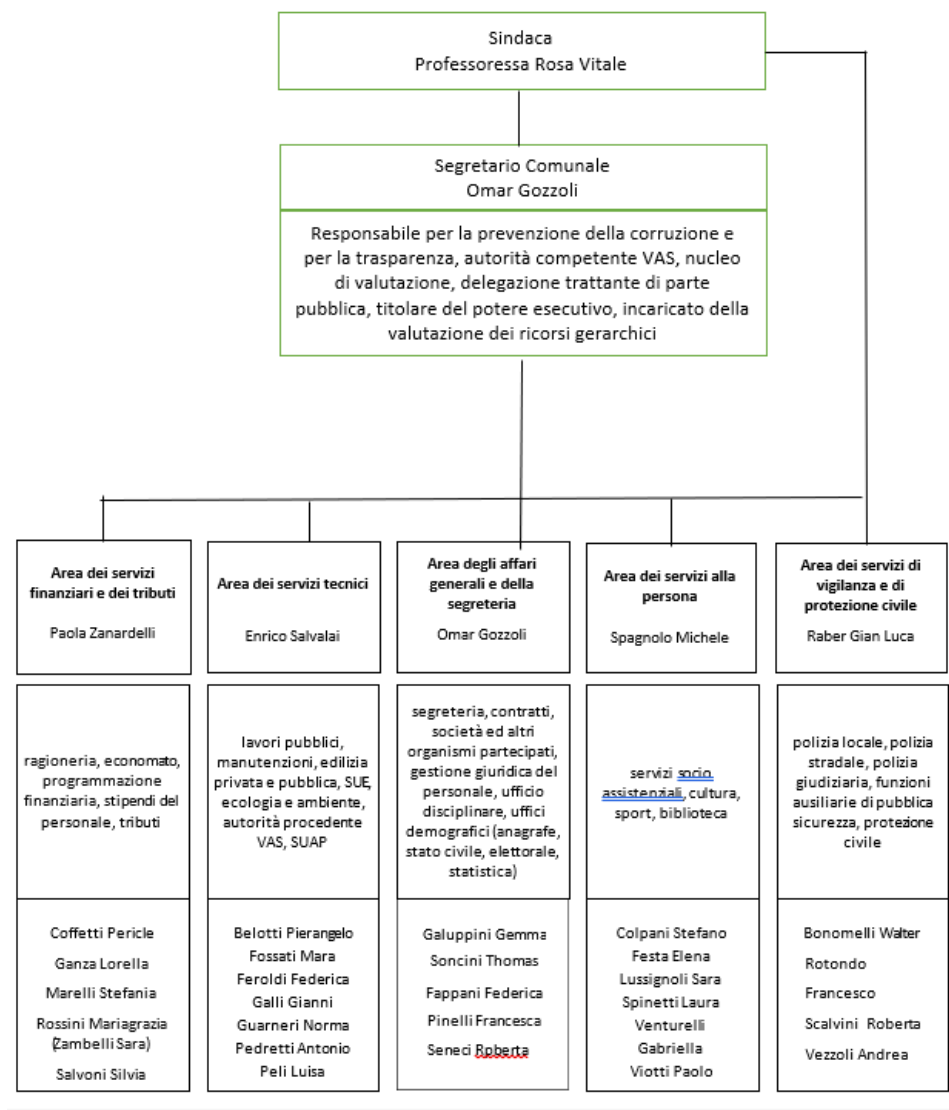 Sindaca
Professoressa Rosa Vitale
Segretario Comunale
Omar Gozzoli
Responsabile per la prevenzione della corruzione e
per la trasparenza, autorità competente VAS, nucleo
di valutazione, delegazione trattante di parte
pubblica, titolare del potere esecutivo, incaricato della
valutazione dei ricorsi gerarchici
Area dei servizi
finanziari e dei tributi
Paola Zanardelli
ragioneria, economato,
programmazione
finanziaria, stipendi del
personale, tributi
Coffetti Pericle
Ganza Lorella
Marelli Stefania
Rossini Mariagrazia
(Zambelli Sara)
Salvoni Silvia
Area dei servizi tecnici
Enrico Salvalai
lavori pubblici,
manutenzioni, edilizia
privata e pubblica, SUE,
ecologia e ambiente,
autorità procedente
VAS, SUAP
Belotti Pierangelo
Fossati Mara
Feroldi Federica
Galli Gianni
Guarneri Norma
Pedretti Antonio
Peli Luisa
Area degli affari
generali e della
segreteria
Omar Gozzoli
segreteria, contratti,
società ed altri
organismi partecipati,
gestione giuridica del
personale, ufficio
disciplinare, uffici
demografici (anagrafe,
stato civile, elettorale,
statistica)
Galuppini Gemma
Soncini Thomas
Fappani Federica
Pinelli Francesca
Seneci Roberta
Area dei servizi alla
persona
Spagnolo Michele
servizi socio
assistenziali, cultura,
sport, biblioteca
Colpani Stefano
Festa Elena
Lussignoli Sara
Spinetti Laura
Venturelli
Gabriella
Viotti Paolo
Area dei servizi di
vigilanza e di
protezione civile
Raber Gian Luca
polizia locale, polizia
stradale, polizia
giudiziaria, funzioni
ausiliarie di pubblica
sicurezza, protezione
civile
Bonomelli Walter
Rotondo
Francesco
Scalvini Roberta
Vezzoli Andrea